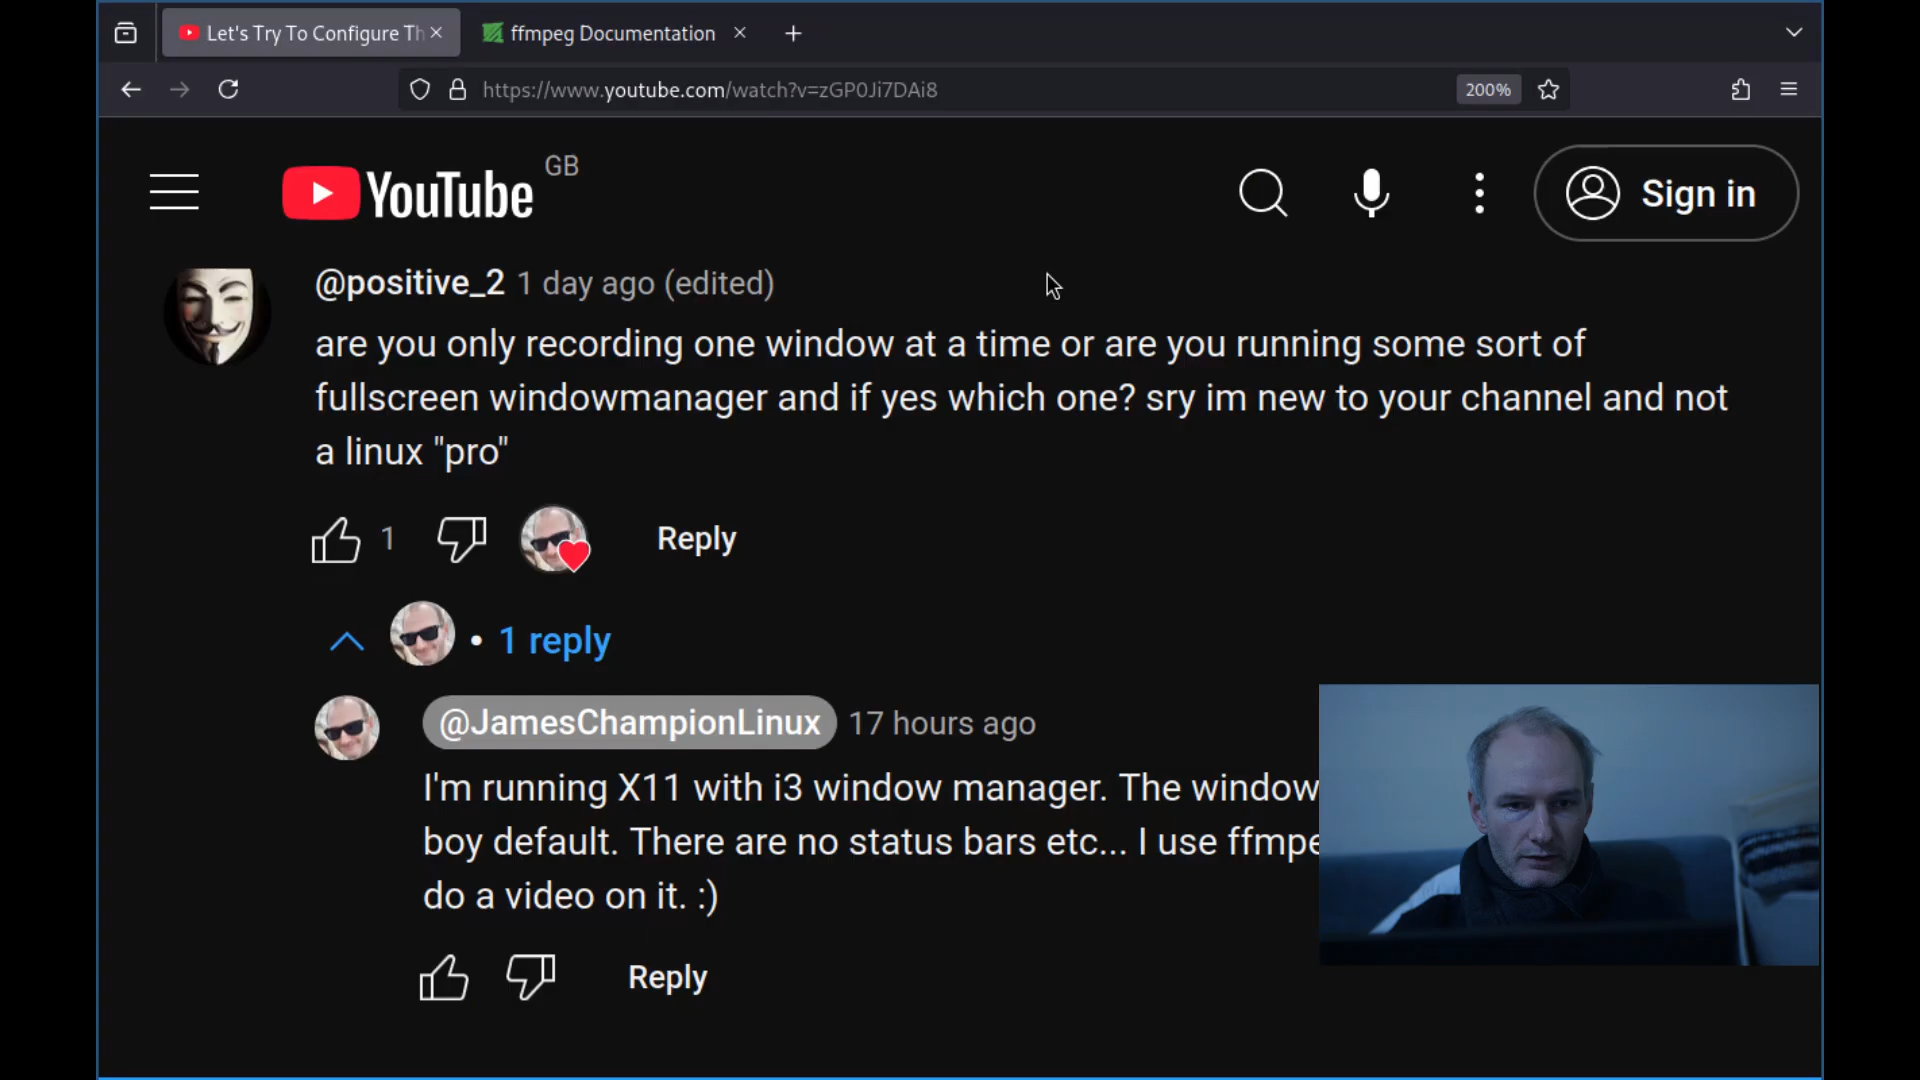 Let's Try To Configure Th
ffmpeg Documentation
https://www.youtube.com/watch?v=zGP0Ji7DAi8
200%
YouTube
GB
Sign in
@positive_2 1 day ago (edited)
are you only recording one window at a time or are you running some sort of
fullscreen windowmanager and if yes which one? sry im new to your channel and not
a linux "pro"
1
Reply
• 1 reply
@JamesChampionLinux 17 hours ago
I'm running X11 with i3 window manager. The window
boy default. There are no status bars etc... I use ffmpe
do a video on it. :)
Reply